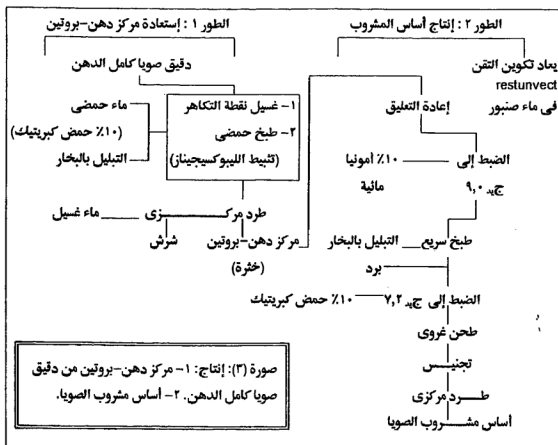 الطور ١ : إستعادة مركز دهن-بروتين
دقيق صويا كامل الدهن
١- غسيل نقطة التكاهر
٢- طبخ حمضى
(تثبيط الليبوكسيجيناز)
ماء حمضى
(١٠٪ حمض كبريتيك)
التبليل بالبخار
طرد مركزى
ماء غسيل
شرش
مركز دهن-بروتين
(خثرة)
الطور ٢ : إنتاج أساس المشروب
يعاد تكوين التقن
restunvect
فى ماء صنبور
إعادة التعليق
الضبط إلى
ج يد ٩,٠
١٠٪ أمونيا
مائية
طبخ سريع
التبليل بالبخار
برد
الضبط إلى ج يد ٧,٢
١٠٪ حمض كبريتيك
طحن غروى
تجنيس
طرد مركزى
أساس مشروب الصويا
صورة (٣): إنتاج: ١- مركز دهن-بروتين من دقيق
صويا كامل الدهن. ٢- أساس مشروب الصويا.